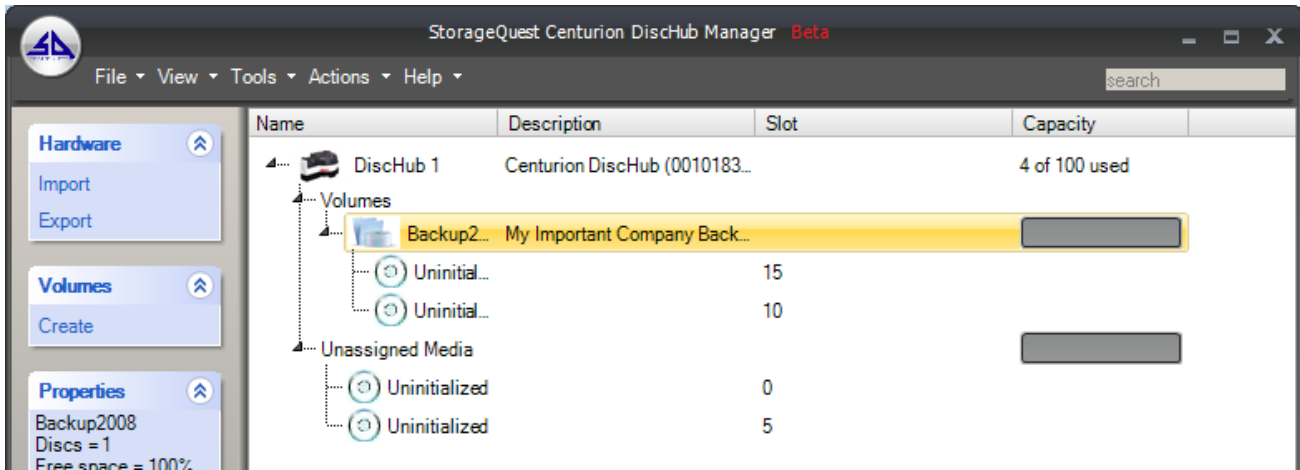 StorageQuest Centurion DiscHub Manager Beta
File View Tools Actions Help search
Hardware
Import
Export
Volumes
Create
Properties
Backup2008
Discs = 1
Free space = 100%
Name Description Slot Capacity
DiscHub 1 Centurion DiscHub (0010183... 4 of 100 used
Volumes
Backup2... My Important Company Back...
Uninitial... 15
Uninitial... 10
Unassigned Media
Uninitialized 0
Uninitialized 5